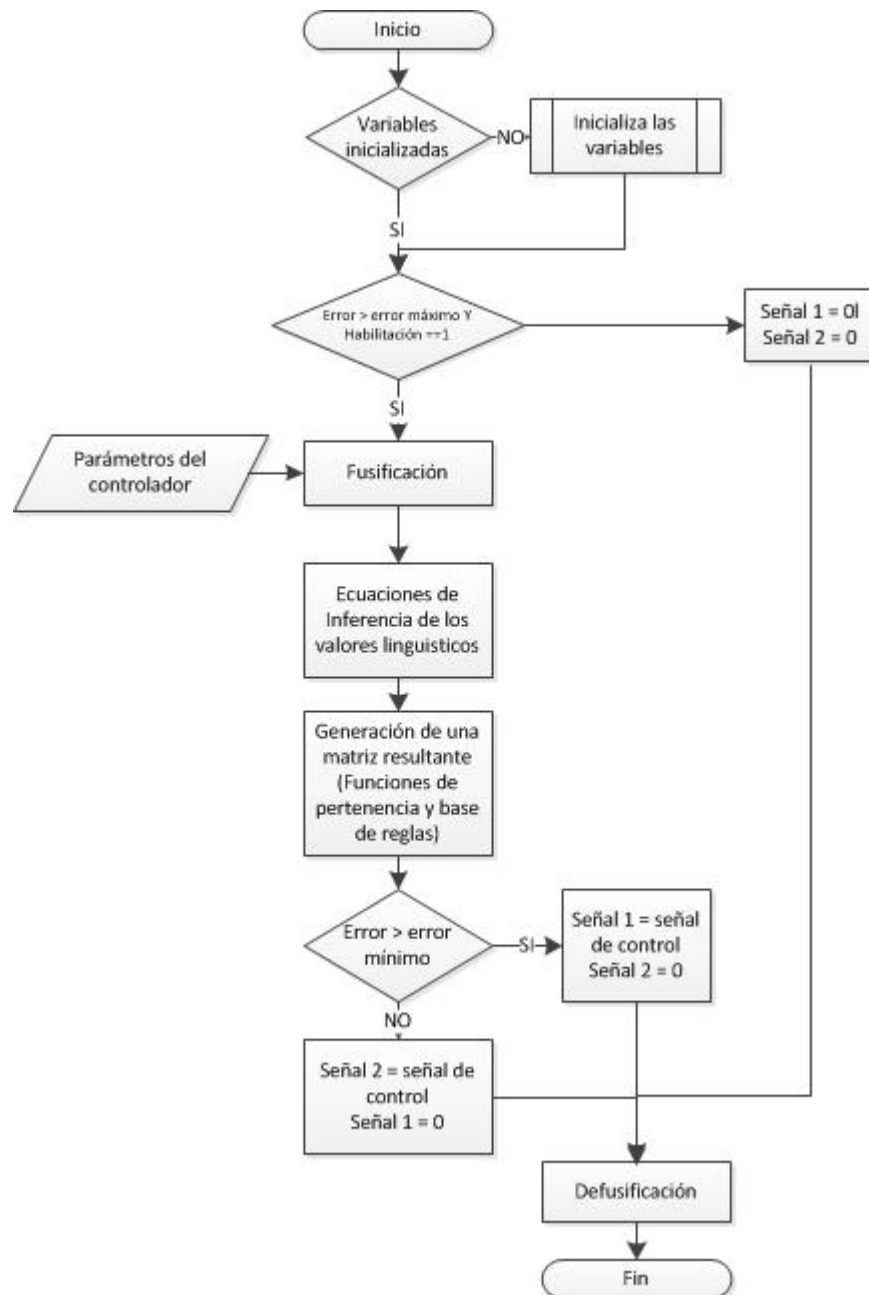 Inicio
Variables
inicializadas
NO
Inicializa las
variables
SI
Error > error máximo Y
Habilitación ==1
Señal 1 = 0l
Señal 2 = 0
SI
Parámetros del
controlador
Fusificación
Ecuaciones de
Inferencia de los
valores linguisticos
Generación de una
matriz resultante
(Funciones de
pertenencia y base
de reglas)
Error > error
mínimo
SI
Señal 1 = señal
de control
Señal 2 = 0
NO
Señal 2 = señal de
control
Señal 1 = 0
Defusificación
Fin